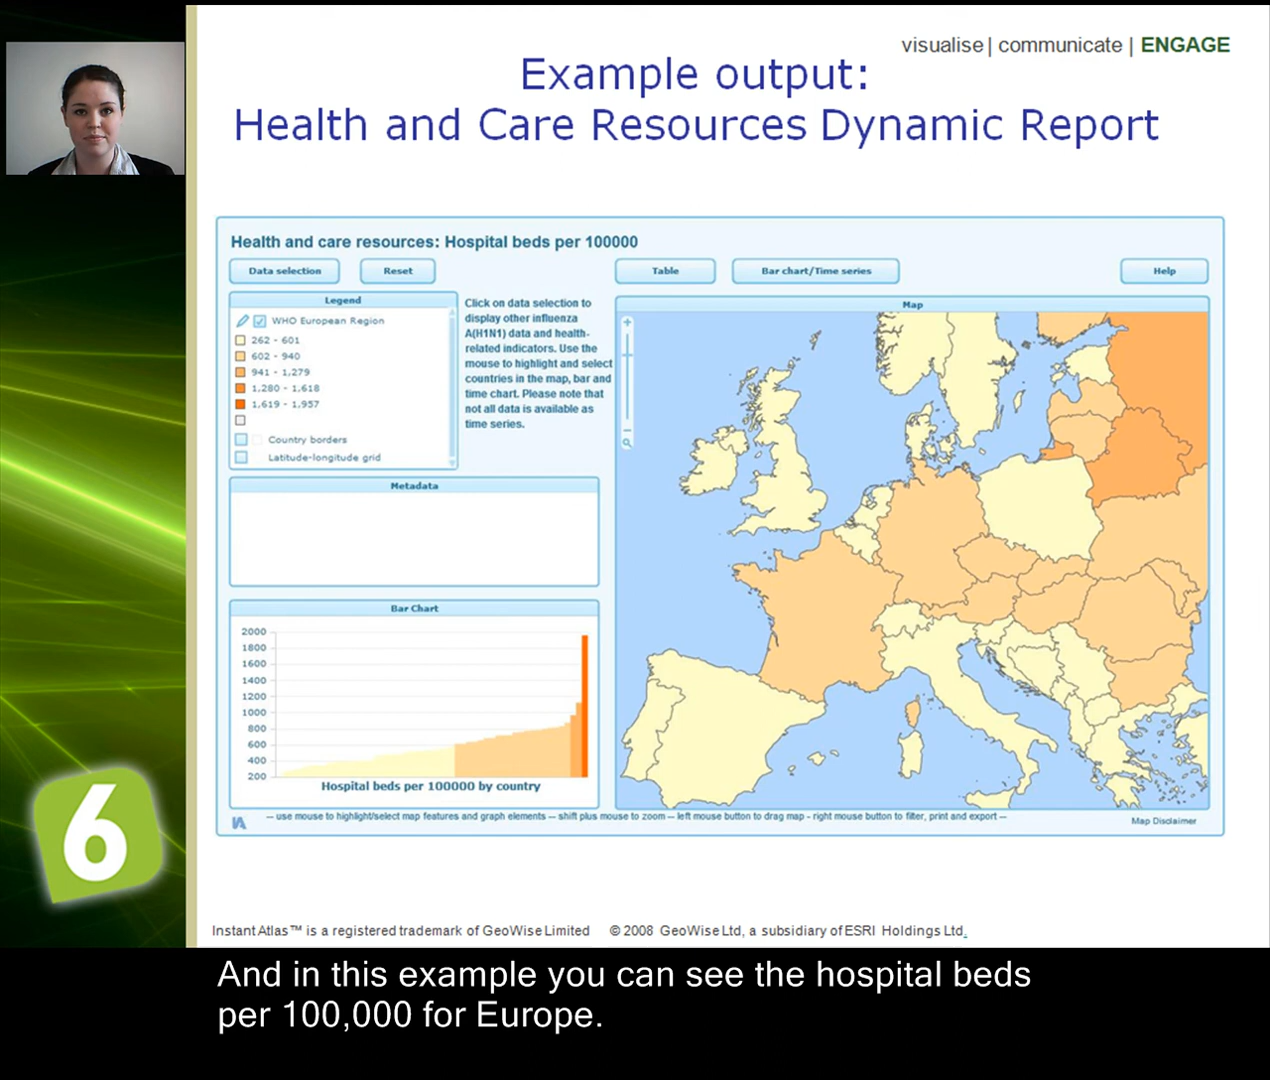 visualise | communicate | ENGAGE
Example output:
Health and Care Resources Dynamic Report
Health and care resources: Hospital beds per 100000
Data selection
Reset
Table
Bar chart/Time series
Help
Legend
WHO European Region
262 - 601
602 - 940
941 - 1,279
1,280 - 1,618
1,619 - 1,957
Country borders
Latitude-longitude grid
Click on data selection to
display other influenza
A(H1N1) data and health-
related indicators. Use the
mouse to highlight and select
countries in the map, bar and
time chart. Please note that
not all data is available as
time series.
Map
Metadata
Bar Chart
2000
1800
1600
1400
1200
1000
800
600
400
200
Hospital beds per 100000 by country
IA
-- use mouse to highlight/select map features and graph elements -- shift plus mouse to zoom -- left mouse button to drag map - right mouse button to filter, print and export --
Map Disclaimer
6
InstantAtlas™ is a registered trademark of GeoWise Limited © 2008 GeoWise Ltd, a subsidiary of ESRI Holdings Ltd.
And in this example you can see the hospital beds
per 100,000 for Europe.